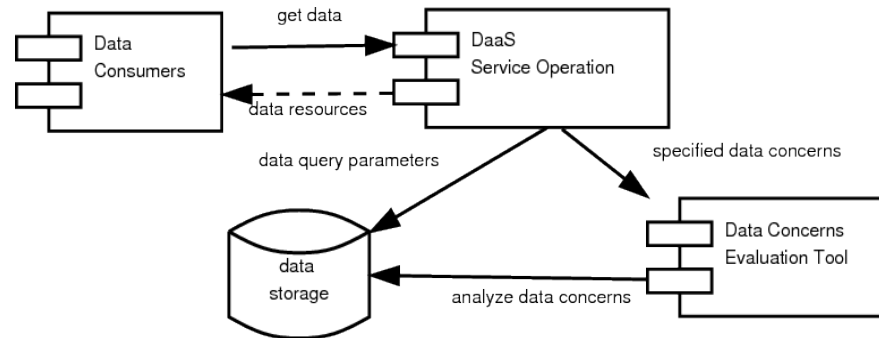 get data
Data
Consumers
DaaS
Service Operation
data resources
data query parameters
specified data concerns
Data Concerns
Evaluation Tool
data
storage
analyze data concerns